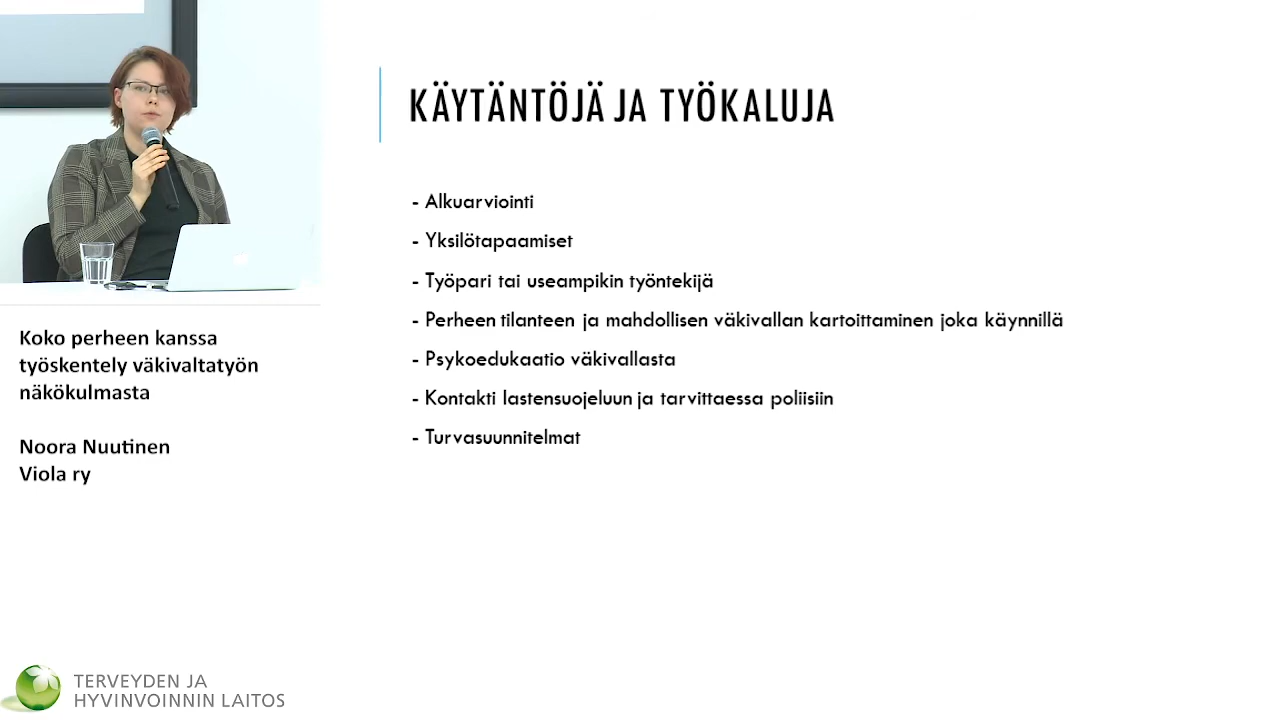 KÄYTÄNTÖJÄ JA TYÖKALUJA
- Alkuarviointi
- Yksilötapaamiset
- Työpari tai useampikin työntekijä
- Perheen tilanteen ja mahdollisen väkivallan kartoittaminen joka käynnillä
- Psykoedukaatio väkivallasta
- Kontakti lastensuojeluun ja tarvittaessa poliisiin
- Turvasuunnitelmat
Koko perheen kanssa
työskentely väkivaltatyön
näkökulmasta
Noora Nuutinen
Viola ry
TERVEYDEN JA
HYVINVOINNIN LAITOS